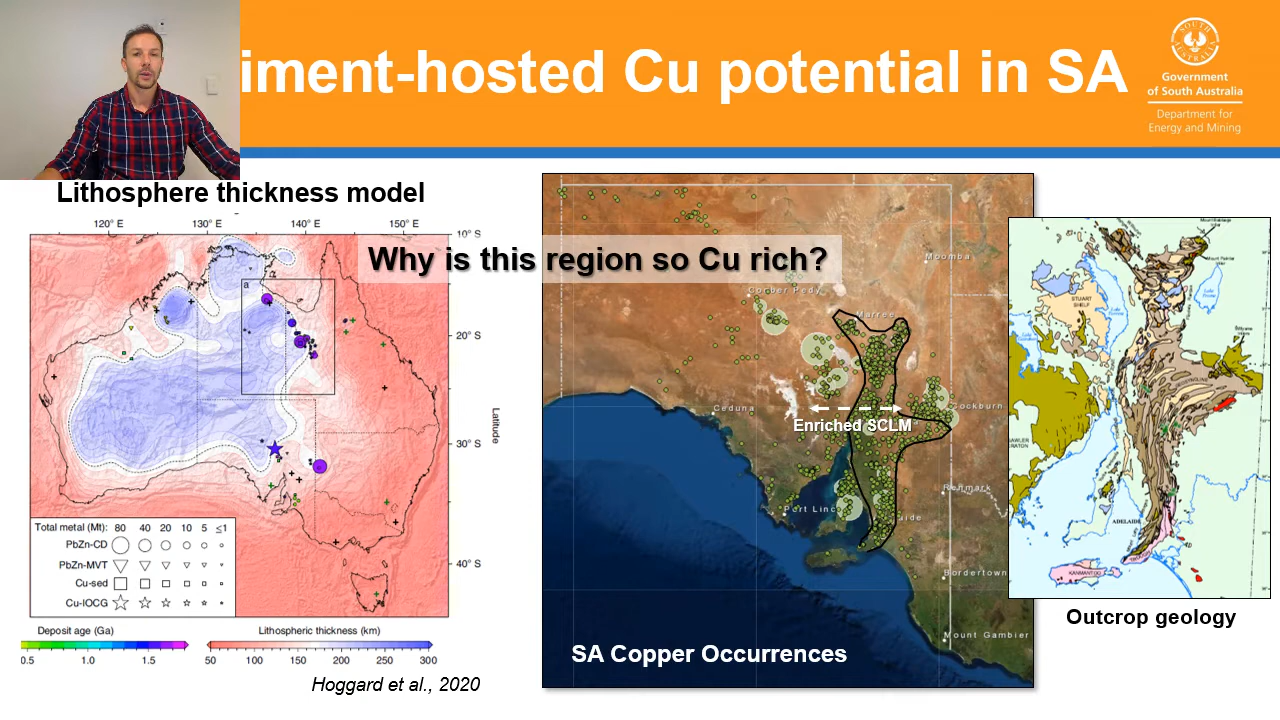 iment-hosted Cu potential in SA
SOUTH
AUSTRALIA
Government
of South Australia
Department for
Energy and Mining
Lithosphere thickness model
120° E 130° E 140° E 150° E
10° S
20° S
30° S
40° S
Latitude
a
Total metal (Mt): 80 40 20 10 5 ≤1
PbZn-CD
PbZn-MVT
Cu-sed
Cu-IOCG
Deposit age (Ga)
0.5 1.0 1.5
Lithospheric thickness (km)
50 100 150 200 250 300
Hoggard et al., 2020
Why is this region so Cu rich?
Moomba
Coober Pedy
Marree
Ceduna
Cockburn
Enriched SCLM
Renmark
Port Linc
aide
Bordertown
Mount Gambier
SA Copper Occurrences
STUART
SHELF
ADELAIDE
KANMANTOO
Outcrop geology